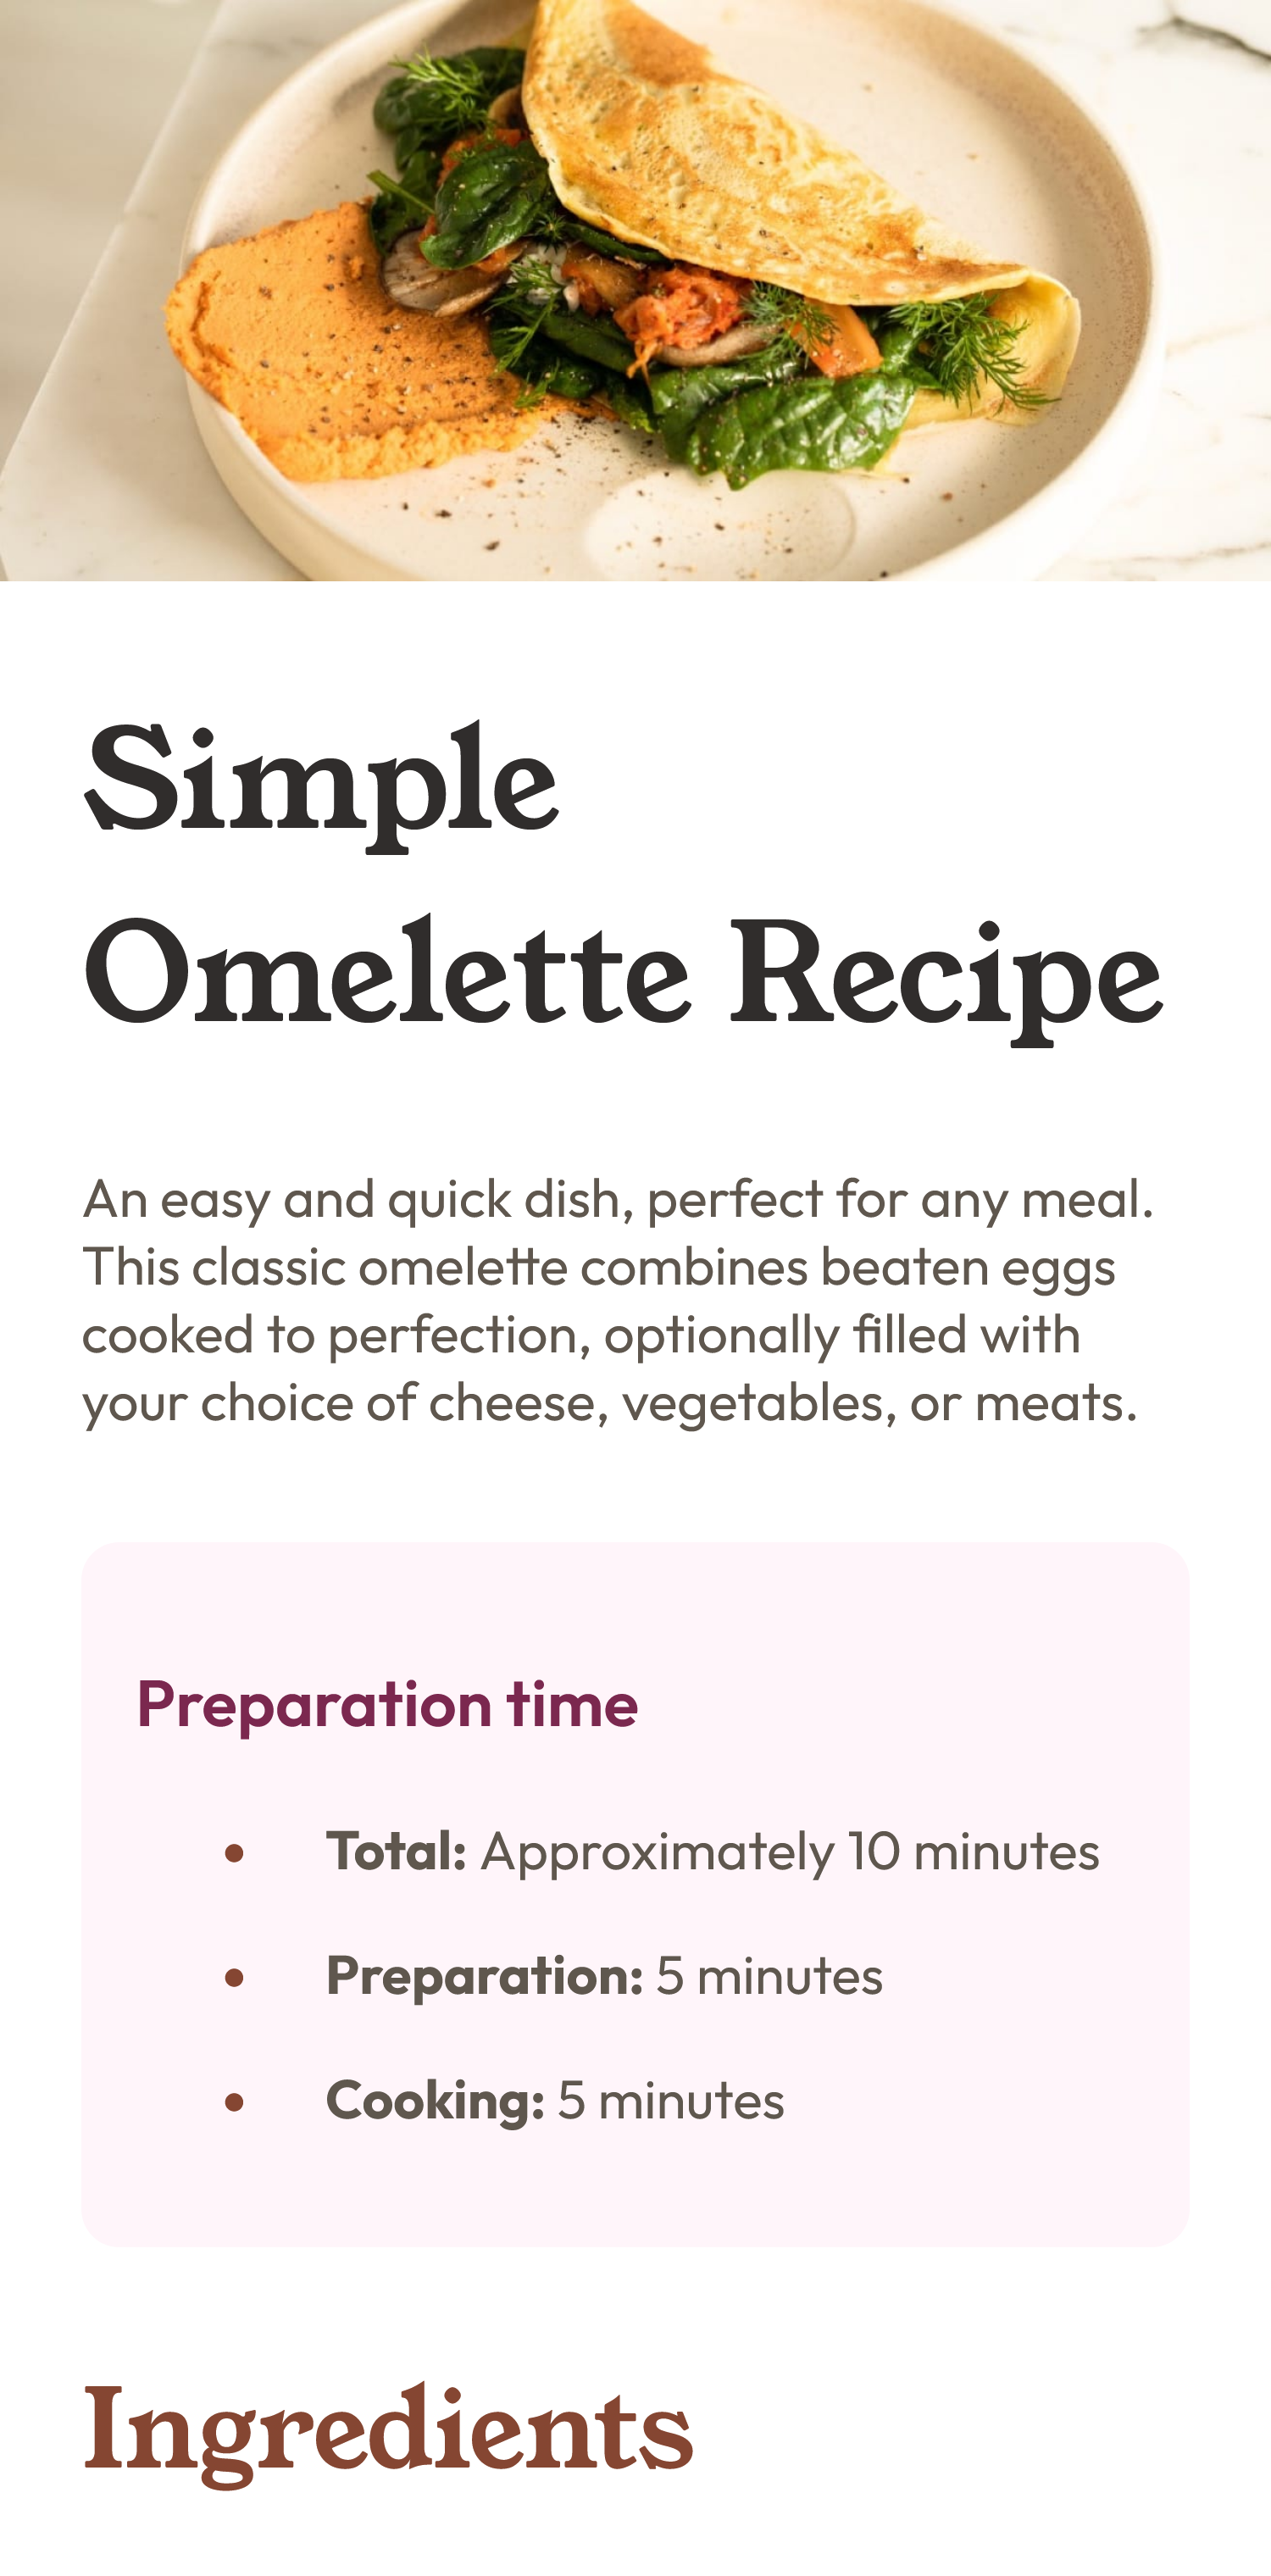 Simple
Omelette Recipe
An easy and quick dish, perfect for any meal.
This classic omelette combines beaten eggs
cooked to perfection, optionally filled with
your choice of cheese, vegetables, or meats.
Preparation time
• Total: Approximately 10 minutes
• Preparation: 5 minutes
• Cooking: 5 minutes
Ingredients